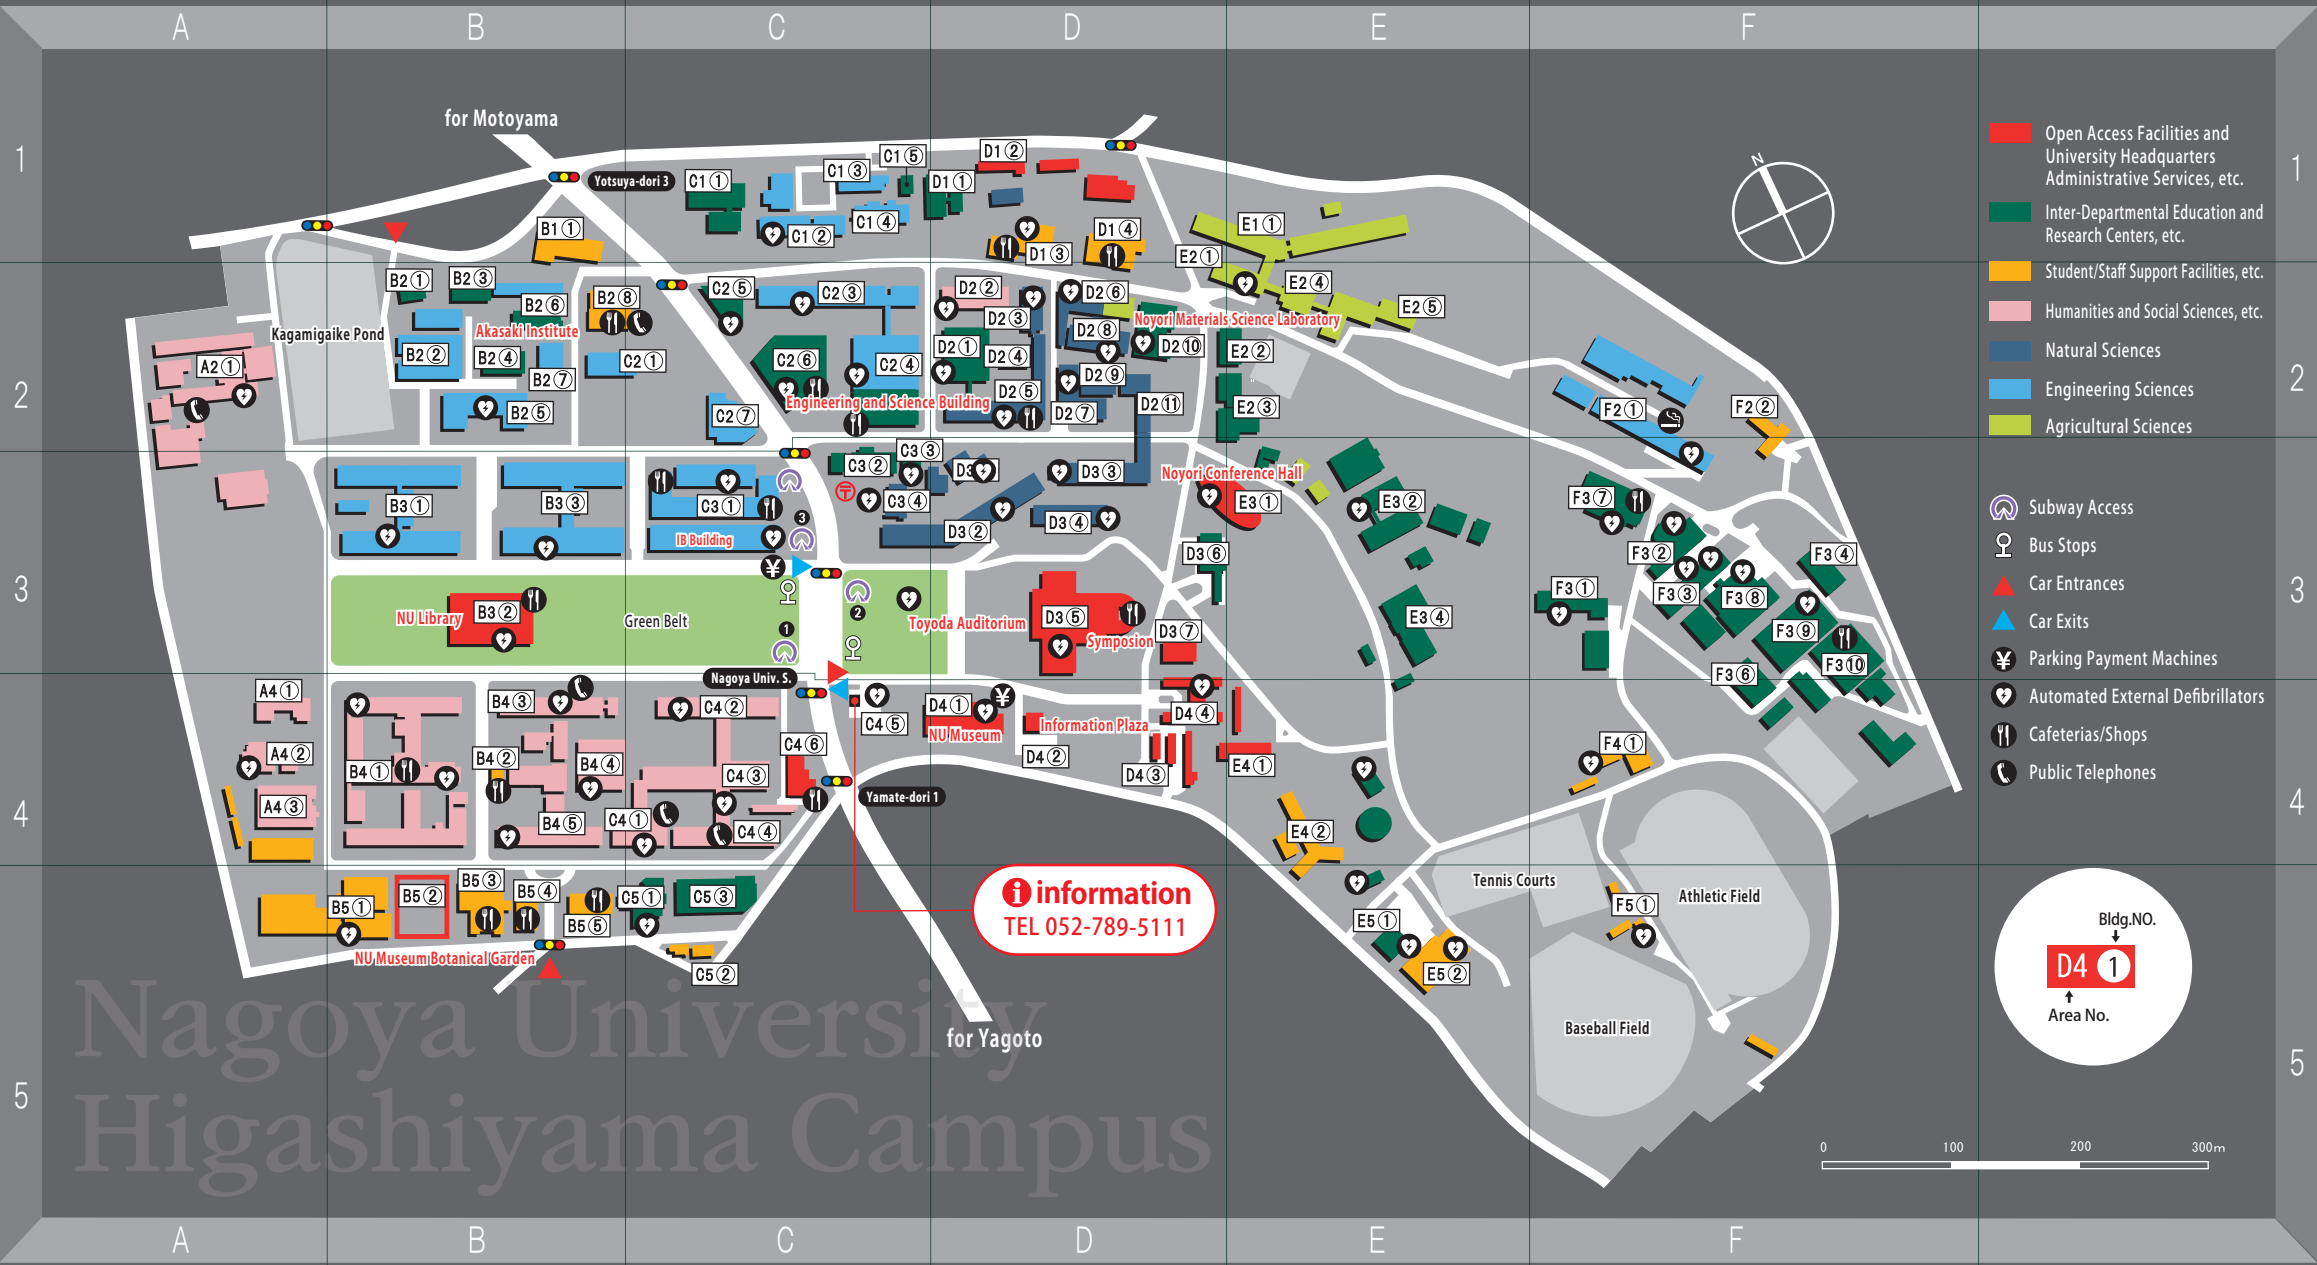 A B C D E F
1
2
3
4
5
1
2
3
4
5
for Motoyama
Yotsuya-dori 3
C1①
C1③
C1⑤
D1②
D1①
B1①
C1②
C1④
D1③
D1④
E1①
E2①
B2①
B2③
B2⑥
B2⑧
C2⑤
C2③
D2②
D2⑥
E2④
E2⑤
Kagamigaike Pond
Akasaki Institute
D2③
D2⑧
Noyori Materials Science Laboratory
A2①
B2②
B2④
B2⑦
C2①
C2⑥
C2④
D2①
D2④
D2⑩
E2②
D2⑨
D2⑤
B2⑤
C2⑦
Engineering and Science Building
D2⑦
D2⑪
E2③
F2①
F2②
C3②
C3③
D3
D3③
Noyori Conference Hall
B3①
B3③
C3①
C3④
E3①
E3②
F3⑦
IB Building
D3②
D3④
3
D3⑥
F3②
F3④
NU Library
B3②
Green Belt
2
1
Toyoda Auditorium
D3⑤
Symposion
D3⑦
E3④
F3①
F3③
F3⑧
F3⑨
F3⑩
F3⑥
Nagoya Univ. S.
A4①
B4③
C4②
C4⑤
D4①
NU Museum
Information Plaza
D4④
A4②
B4①
B4②
B4④
C4⑥
C4③
D4②
D4③
E4①
F4①
A4③
B4⑤
C4①
C4④
Yamate-dori 1
E4②
B5①
B5②
B5③
B5④
B5⑤
C5①
C5③
information
TEL 052-789-5111
Tennis Courts
Athletic Field
E5①
F5①
NU Museum Botanical Garden
C5②
E5②
for Yagoto
Baseball Field
Nagoya University
Higashiyama Campus
N
Open Access Facilities and
University Headquarters
Administrative Services, etc.
Inter-Departmental Education and
Research Centers, etc.
Student/Staff Support Facilities, etc.
Humanities and Social Sciences, etc.
Natural Sciences
Engineering Sciences
Agricultural Sciences
Subway Access
Bus Stops
Car Entrances
Car Exits
¥ Parking Payment Machines
Automated External Defibrillators
Cafeterias/Shops
Public Telephones
Bldg.NO.
D4 1
Area No.
0 100 200 300m
A B C D E F